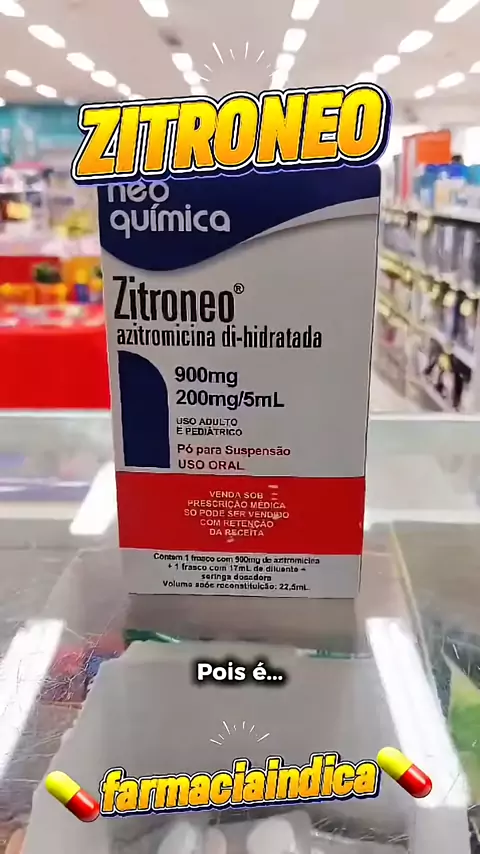 ZITRONEO
neo
química
Zitroneo®
azitromicina di-hidratada
900mg
200mg/5mL
USO ADULTO
E PEDIÁTRICO
Pó para Suspensão
USO ORAL
VENDA SOB
PRESCRIÇÃO MÉDICA
SO PODE SER VENDIDO
COM RETENÇÃO
DA RECEITA
Contem 1 frasco com 900mg de azitromicina
+ 1 frasco com 17mL de diluente +
seringa dosadora
Volume após reconstituição: 22,5mL
Pois é...
farmaciaindica